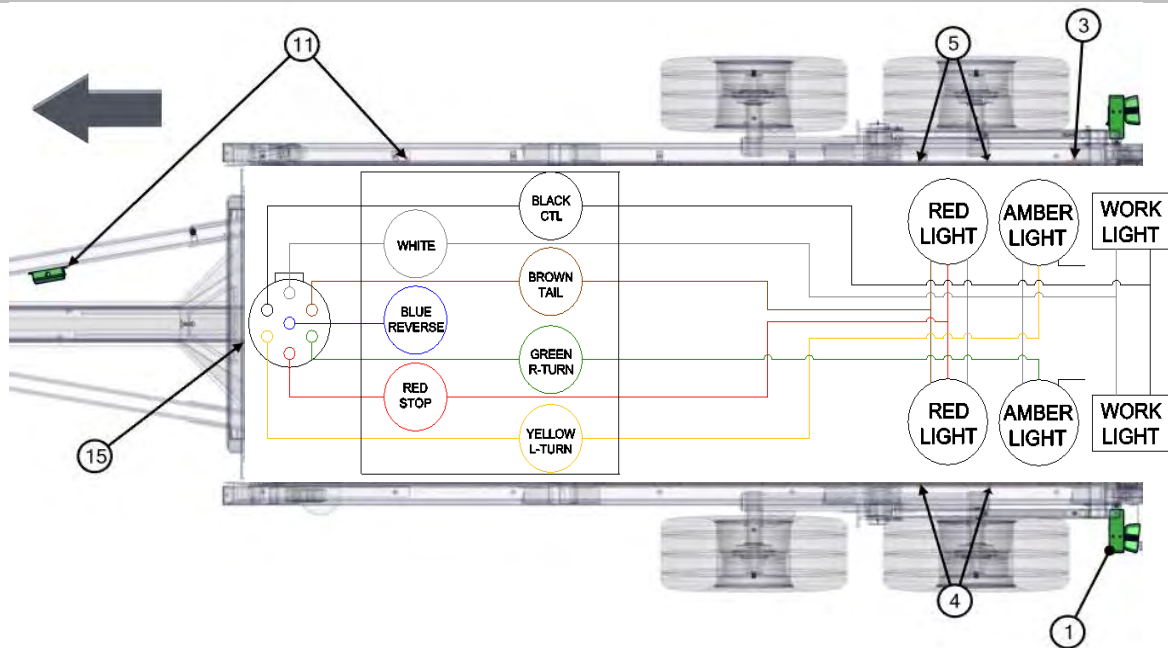 11
5
3
BLACK
CTL
WHITE
RED
LIGHT
AMBER
LIGHT
WORK
LIGHT
BROWN
TAIL
BLUE
REVERSE
GREEN
R-TURN
RED
STOP
YELLOW
L-TURN
RED
LIGHT
AMBER
LIGHT
WORK
LIGHT
15
4
1